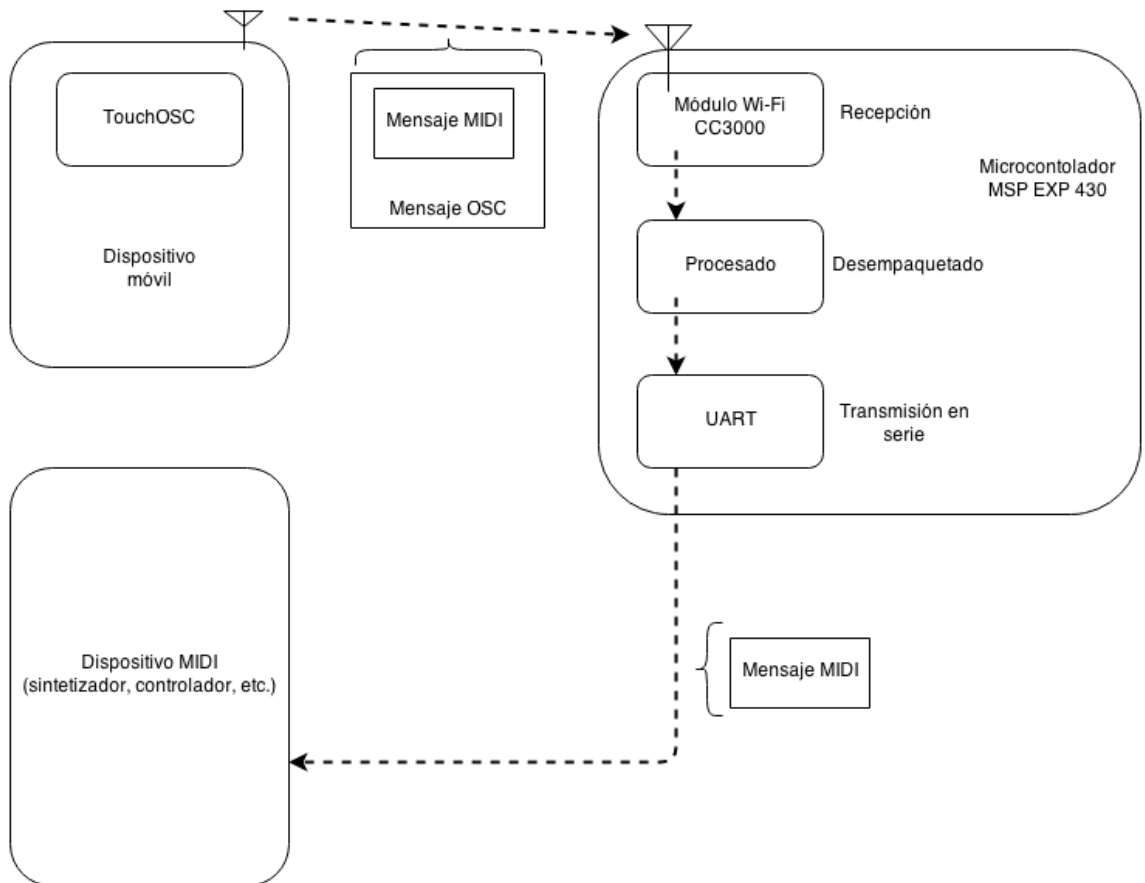 TouchOSC
Dispositivo
móvil
Mensaje MIDI
Mensaje OSC
Módulo Wi-Fi
CC3000
Recepción
Microcontolador
MSP EXP 430
Procesado
Desempaquetado
UART
Transmisión en
serie
Dispositivo MIDI
(sintetizador, controlador, etc.)
Mensaje MIDI